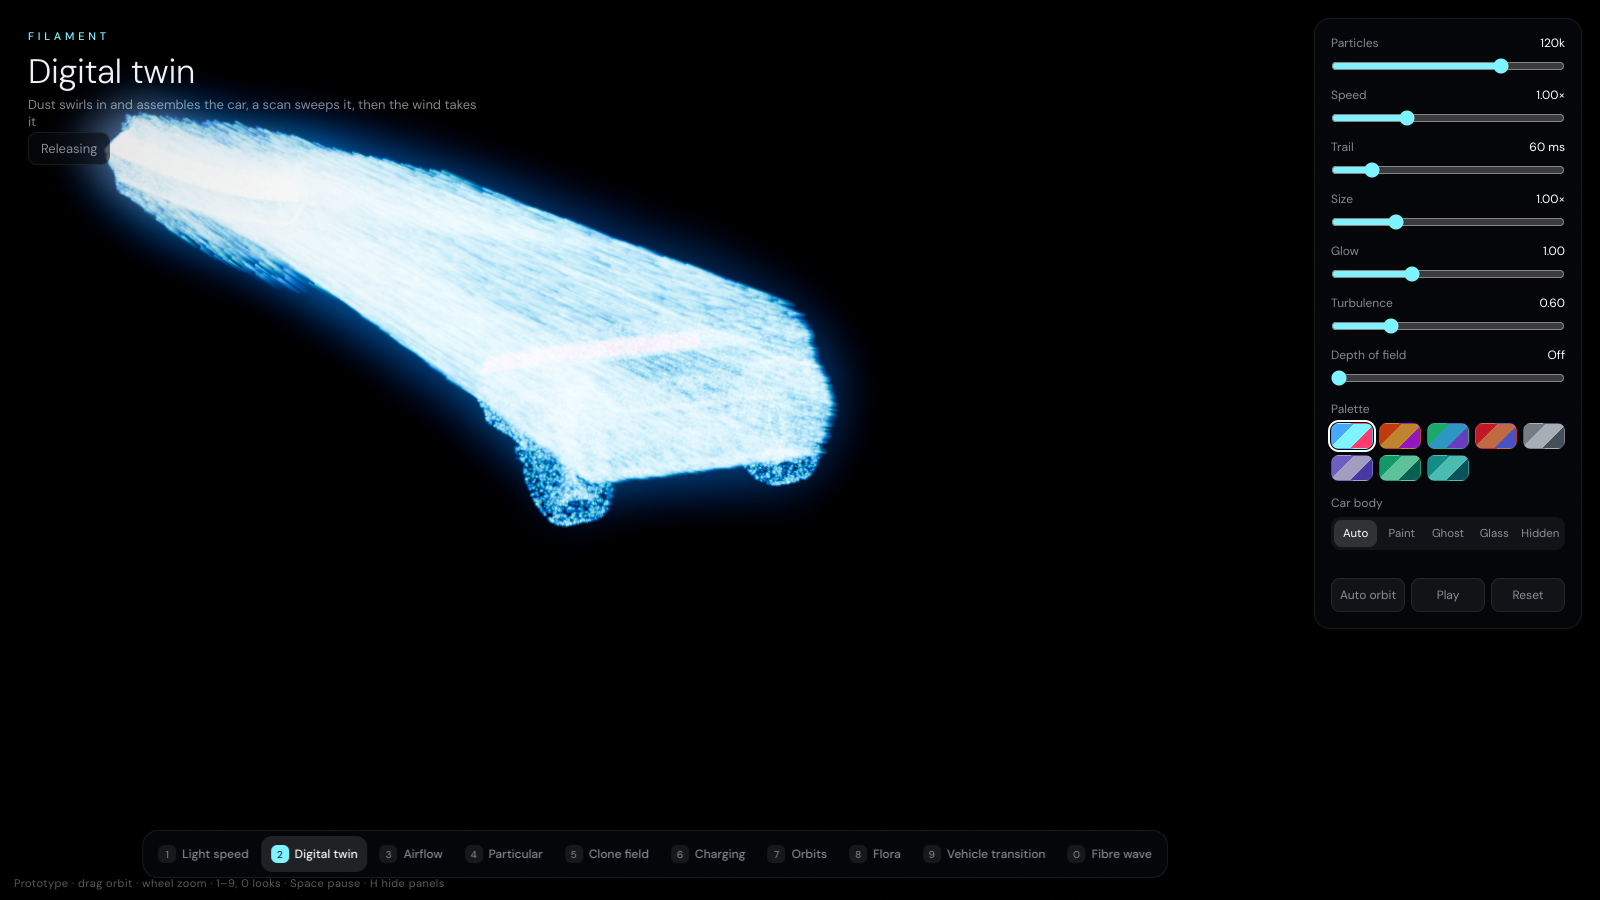 FILAMENT
Digital twin
Dust swirls in and assembles the car, a scan sweeps it, then the wind takes
it
Releasing
Particles 120k
Speed 1.00×
Trail 60 ms
Size 1.00×
Glow 1.00
Turbulence 0.60
Depth of field Off
Palette
Car body
Auto Paint Ghost Glass Hidden
Auto orbit Play Reset
1 Light speed 2 Digital twin 3 Airflow 4 Particular 5 Clone field 6 Charging 7 Orbits 8 Flora 9 Vehicle transition 0 Fibre wave
Prototype · drag orbit · wheel zoom · 1–9, 0 looks · Space pause · H hide panels